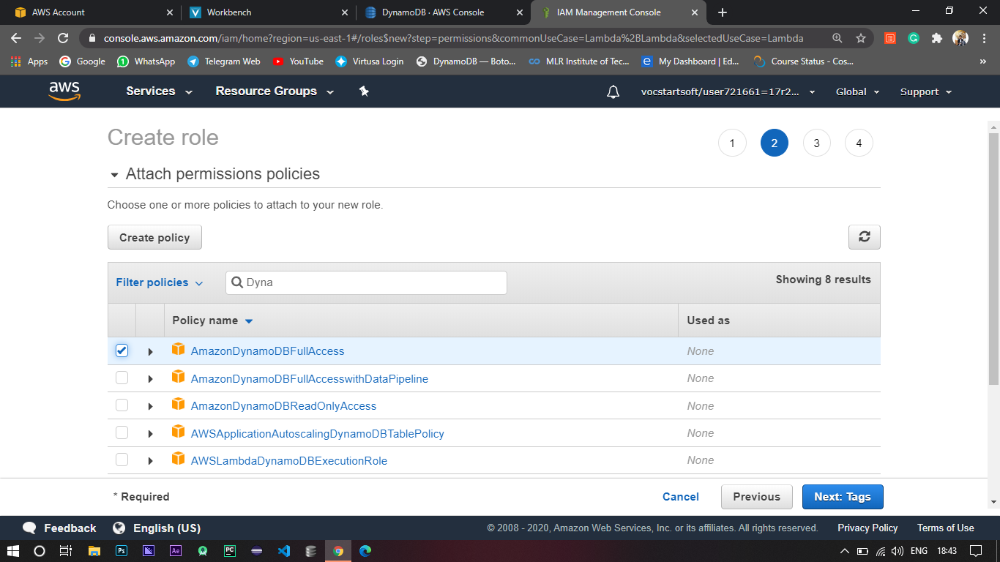 AWS Account
Workbench
DynamoDB · AWS Console
IAM Management Console
console.aws.amazon.com/iam/home?region=us-east-1#/roles$new?step=permissions&commonUseCase=Lambda%2BLambda&selectedUseCase=Lambda
Apps
Google
WhatsApp
Telegram Web
YouTube
Virtusa Login
DynamoDB — Boto...
MLR Institute of Tec...
My Dashboard | Ed...
Course Status - Cos...
»
aws
Services
Resource Groups
vocstartsoft/user721661=17r2...
Global
Support
Create role
1
2
3
4
Attach permissions policies
Choose one or more policies to attach to your new role.
Create policy
Filter policies
Dyna
Showing 8 results
Policy name
Used as
AmazonDynamoDBFullAccess
None
AmazonDynamoDBFullAccesswithDataPipeline
None
AmazonDynamoDBReadOnlyAccess
None
AWSApplicationAutoscalingDynamoDBTablePolicy
None
AWSLambdaDynamoDBExecutionRole
None
* Required
Cancel
Previous
Next: Tags
Feedback
English (US)
© 2008 - 2020, Amazon Web Services, Inc. or its affiliates. All rights reserved.
Privacy Policy
Terms of Use
Ps
Ae
PC
ENG
18:43